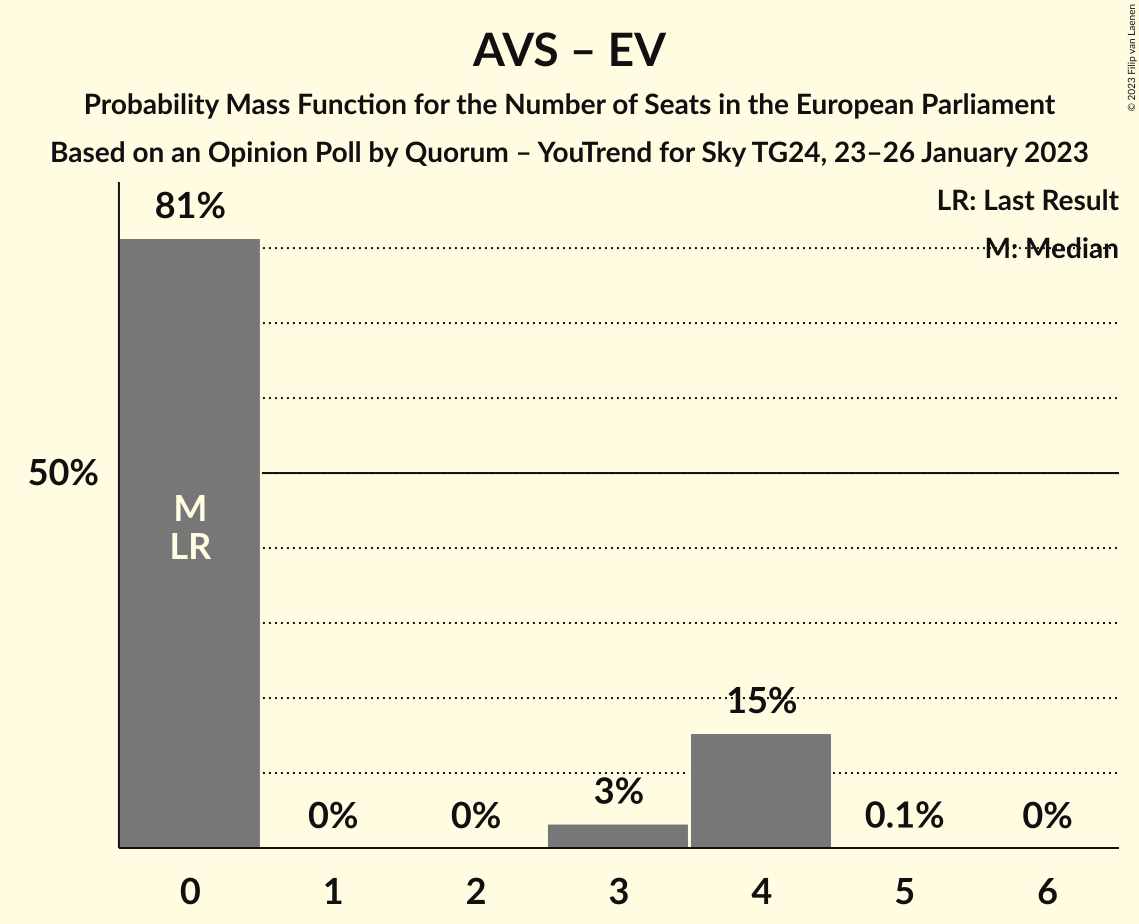 AVS – EV
Probability Mass Function for the Number of Seats in the European Parliament
Based on an Opinion Poll by Quorum – YouTrend for Sky TG24, 23–26 January 2023
© 2023 Filip van Laenen
LR: Last Result
M: Median
81%
50%
M
LR
0%
0%
3%
15%
0.1%
0%
0
1
2
3
4
5
6